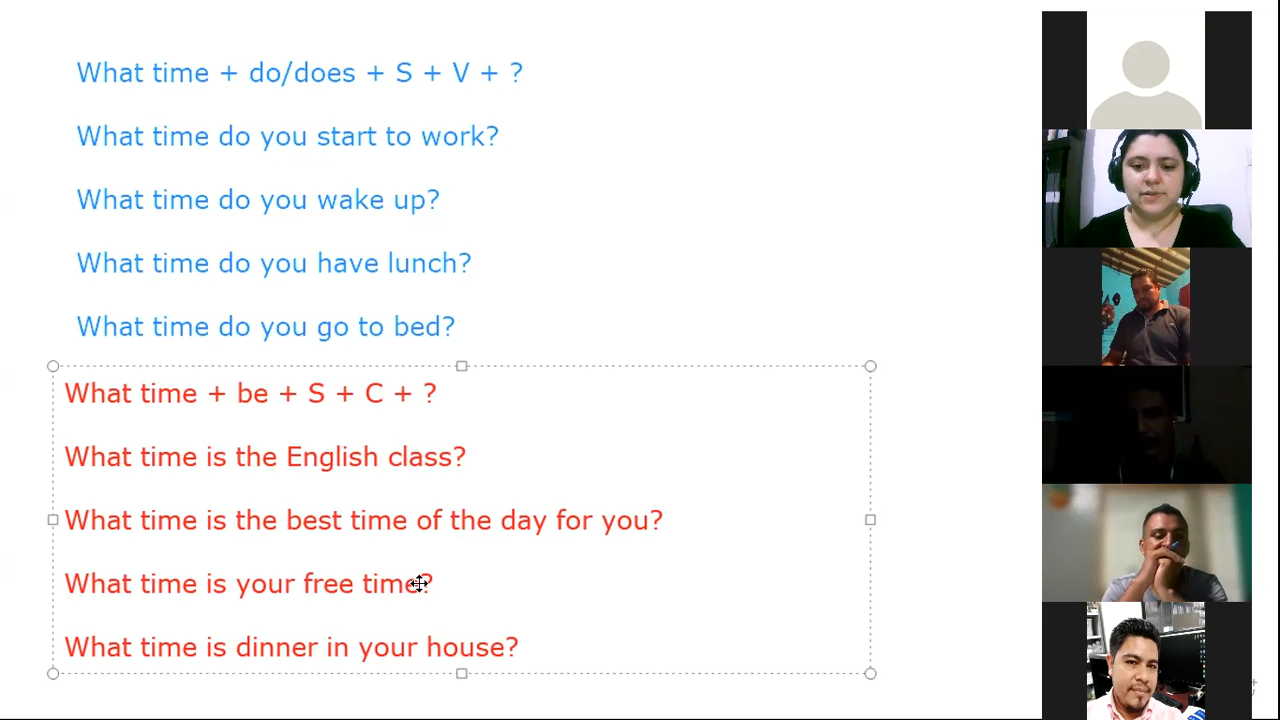 What time + do/does + S + V + ?
What time do you start to work?
What time do you wake up?
What time do you have lunch?
What time do you go to bed?
What time + be + S + C + ?
What time is the English class?
What time is the best time of the day for you?
What time is your free time?
What time is dinner in your house?